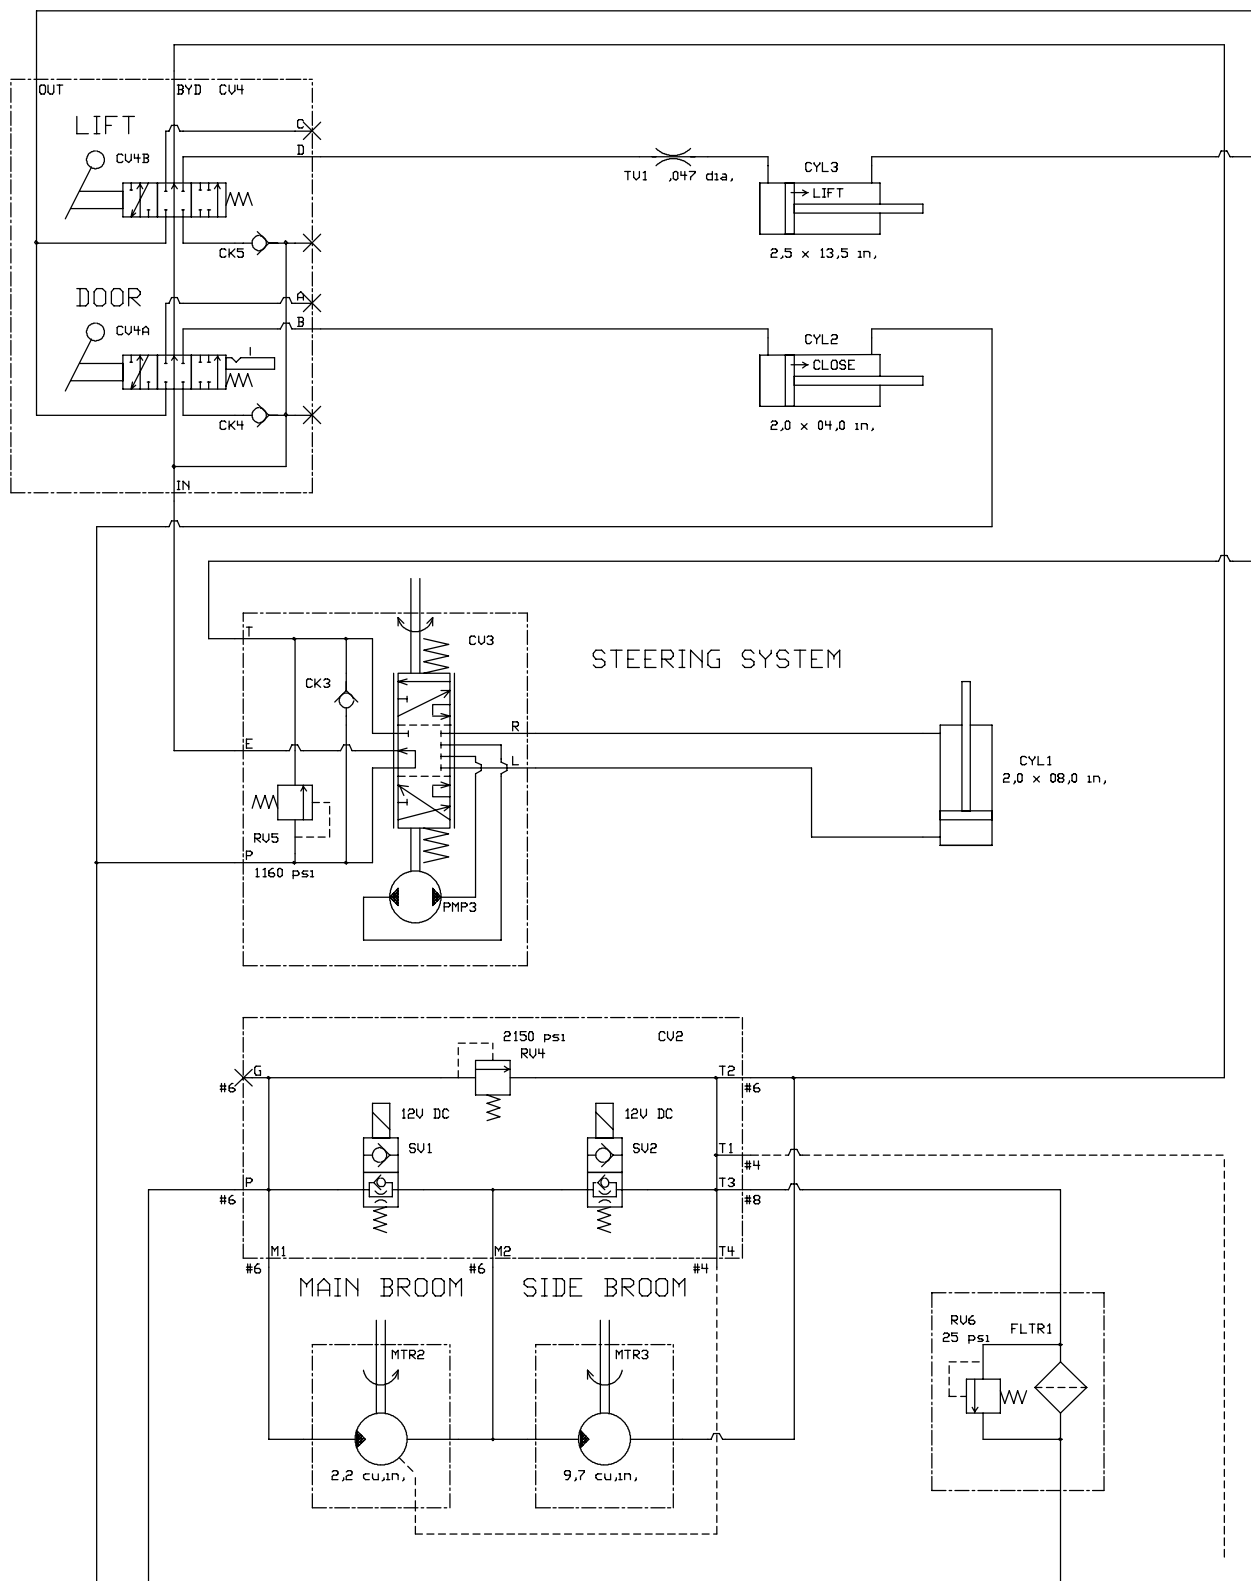 OUT
BYD CV4
LIFT
C
CV4B
D
TV1 ,047 dia,
CYL3
LIFT
CK5
2,5 x 13,5 in,
DOOR
A
CV4A
B
CYL2
CLOSE
CK4
2,0 x 04,0 in,
IN
T
CV3
STEERING SYSTEM
CK3
R
E
L
CYL1
2,0 x 08,0 in,
RV5
P
1160 psi
PMP3
2150 psi
CV2
RV4
G
T2
#6
#6
12V DC
12V DC
SV1
SV2
T1
#4
P
T3
#6
#8
M1
M2
T4
#6
#6
#4
MAIN BROOM
SIDE BROOM
RV6
25 psi
FLTR1
MTR2
MTR3
2,2 cu,in,
9,7 cu,in,